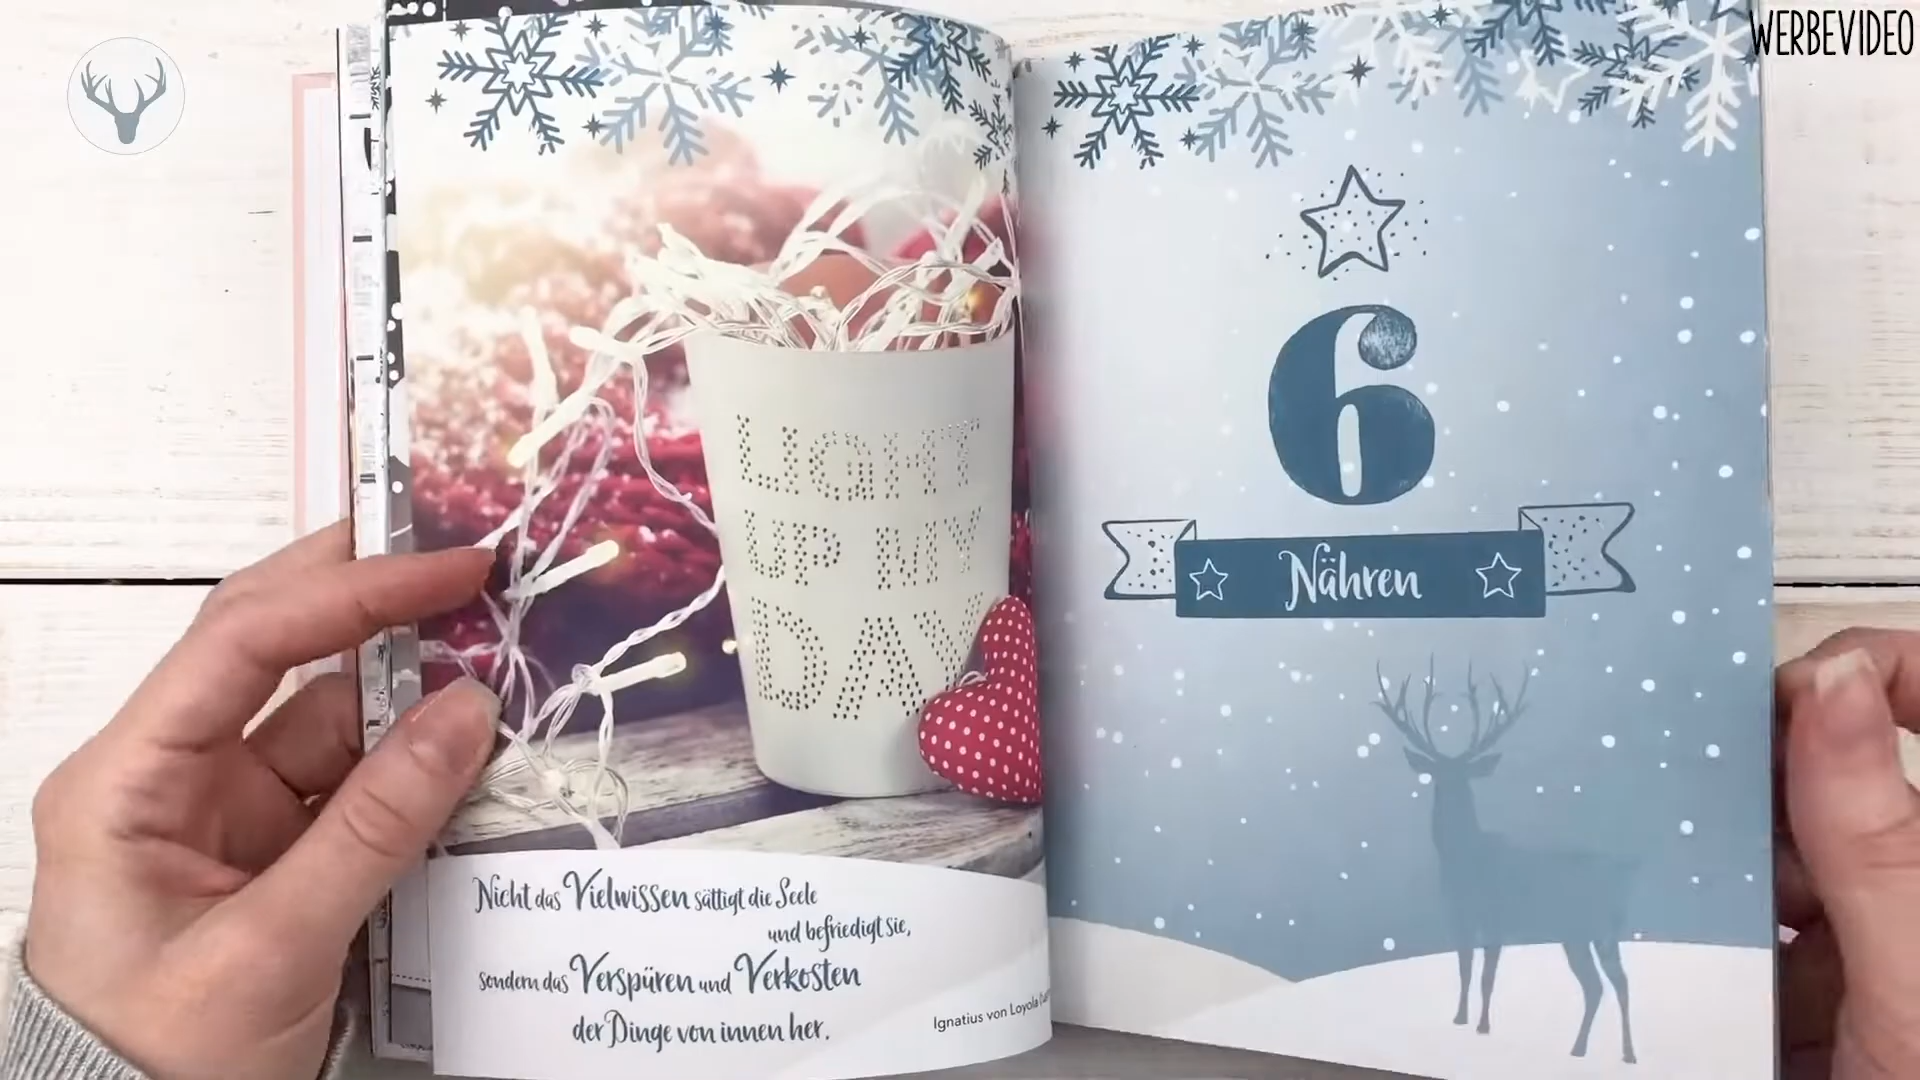 WERBEVIDEO
LIGHT
UP MY
DAY
Nicht das Vielwissen sättigt die Seele
und befriedigt sie,
sondern das Verspüren und Verkosten
der Dinge von innen her.
Ignatius von Loyola
6
Nähren